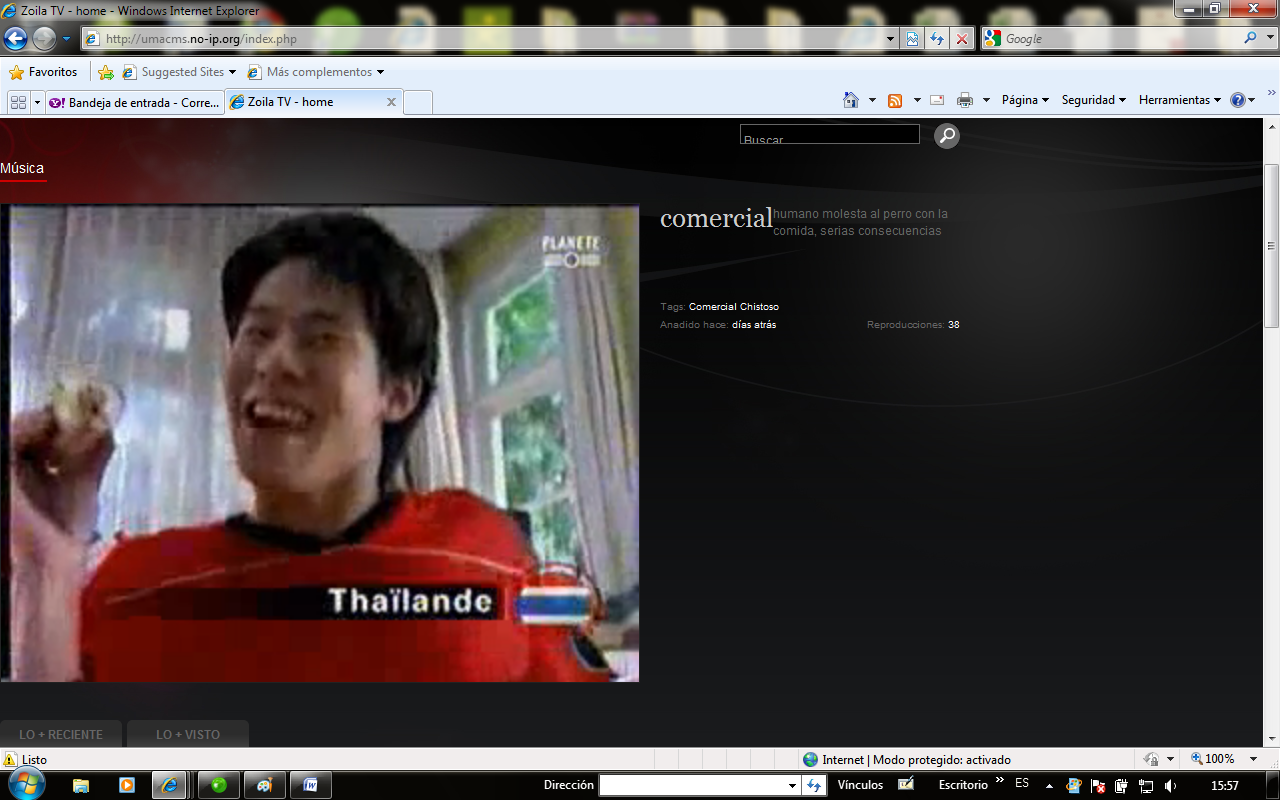 Zoila TV - home - Windows Internet Explorer
http://umacms.no-ip.org/index.php
Google
Favoritos
Suggested Sites
Más complementos
Bandeja de entrada - Corre...
Zoila TV - home
Página
Seguridad
Herramientas
Buscar
Música
comercial
humano molesta al perro con la
comida, serias consecuencias
PLANETE
Tags: Comercial Chistoso
Anadido hace: días atrás
Reproducciones: 38
Thaïlande
LO + RECIENTE
LO + VISTO
Listo
Internet | Modo protegido: activado
100%
Dirección
Vínculos
Escritorio
ES
15:57